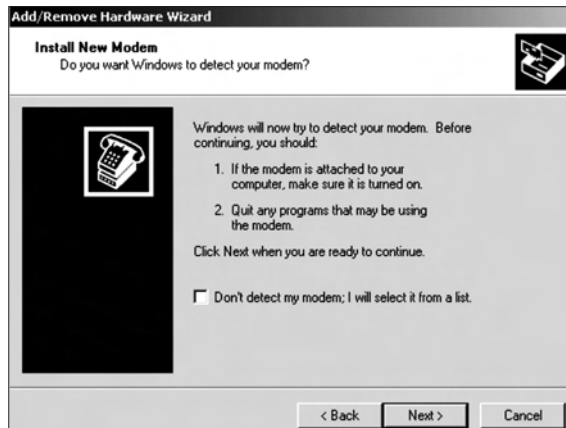 Add/Remove Hardware Wizard
Install New Modem
Do you want Windows to detect your modem?
Windows will now try to detect your modem. Before
continuing, you should:
1. If the modem is attached to your
computer, make sure it is turned on.
2. Quit any programs that may be using
the modem.
Click Next when you are ready to continue.
Don't detect my modem; I will select it from a list.
< Back Next > Cancel